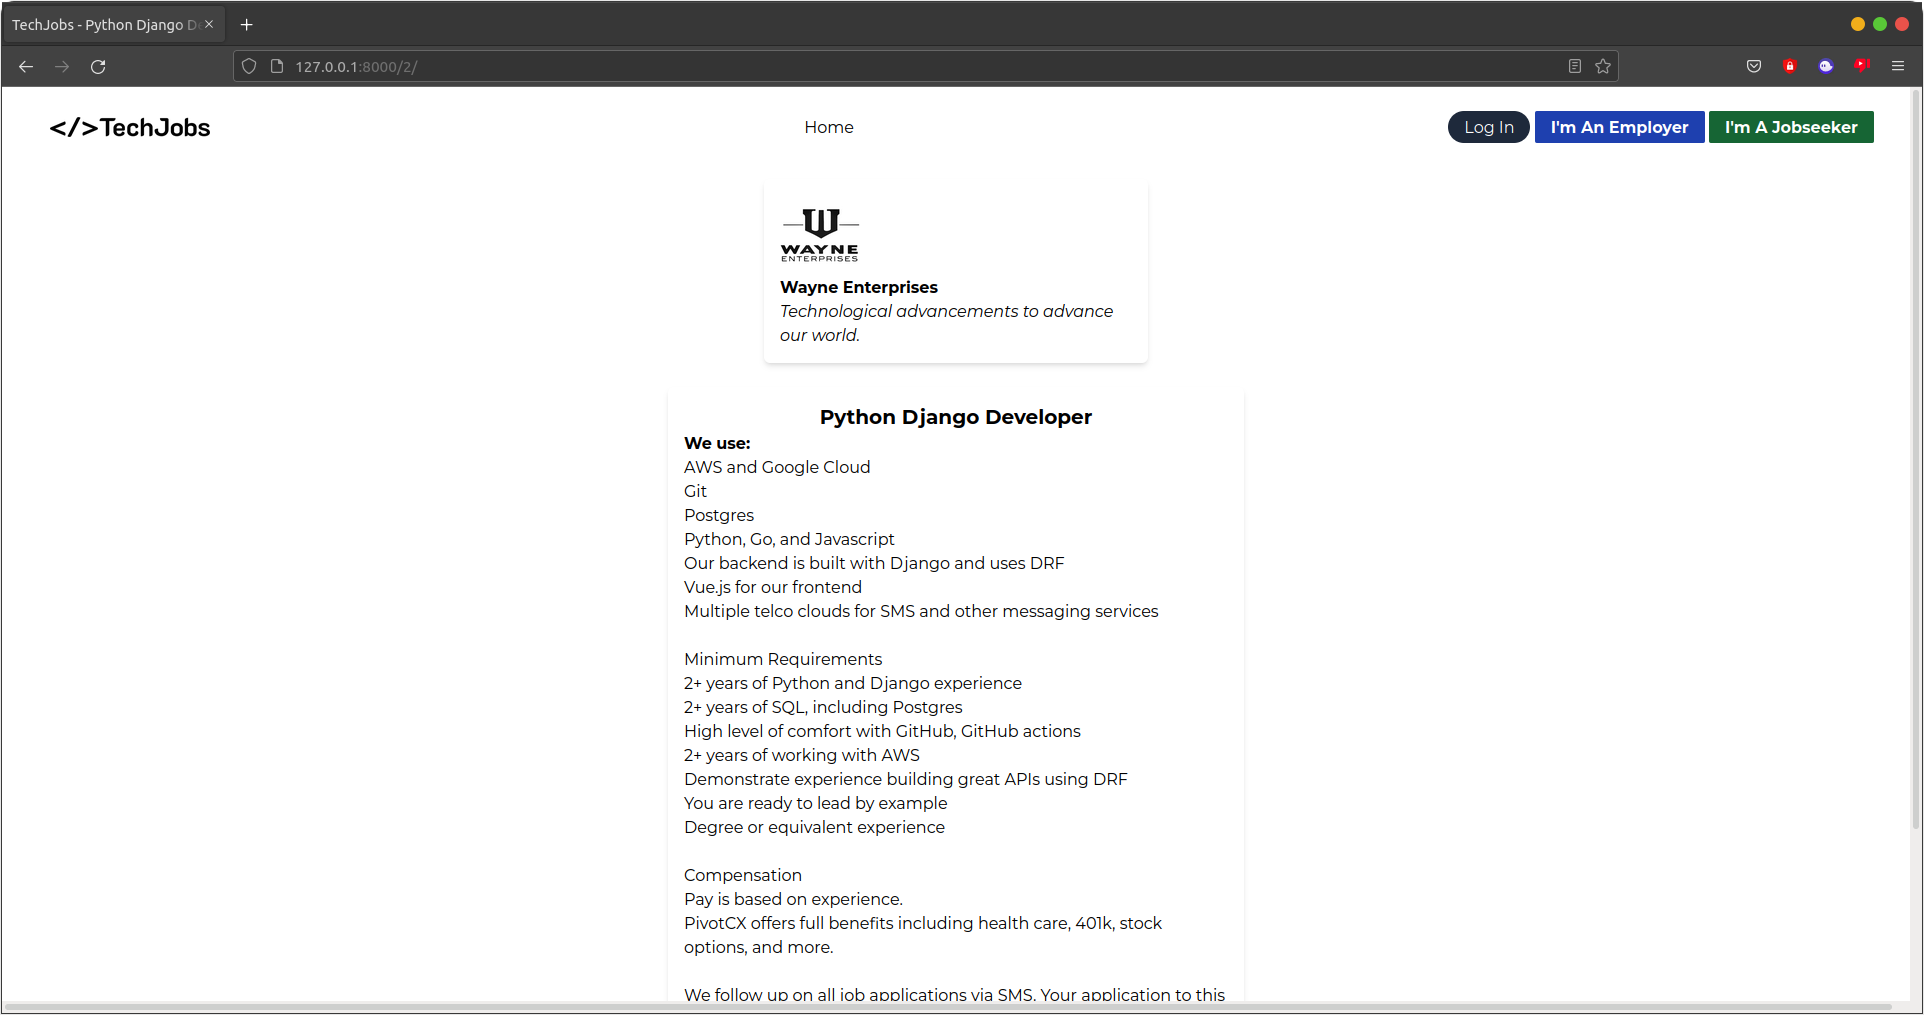 TechJobs - Python Django D
127.0.0.1:8000/2/
</>TechJobs
Home
Log In
I'm An Employer
I'm A Jobseeker
WAYNE
ENTERPRISES
Wayne Enterprises
Technological advancements to advance
our world.
Python Django Developer
We use:
AWS and Google Cloud
Git
Postgres
Python, Go, and Javascript
Our backend is built with Django and uses DRF
Vue.js for our frontend
Multiple telco clouds for SMS and other messaging services
Minimum Requirements
2+ years of Python and Django experience
2+ years of SQL, including Postgres
High level of comfort with GitHub, GitHub actions
2+ years of working with AWS
Demonstrate experience building great APIs using DRF
You are ready to lead by example
Degree or equivalent experience
Compensation
Pay is based on experience.
PivotCX offers full benefits including health care, 401k, stock
options, and more.
We follow up on all job applications via SMS. Your application to this